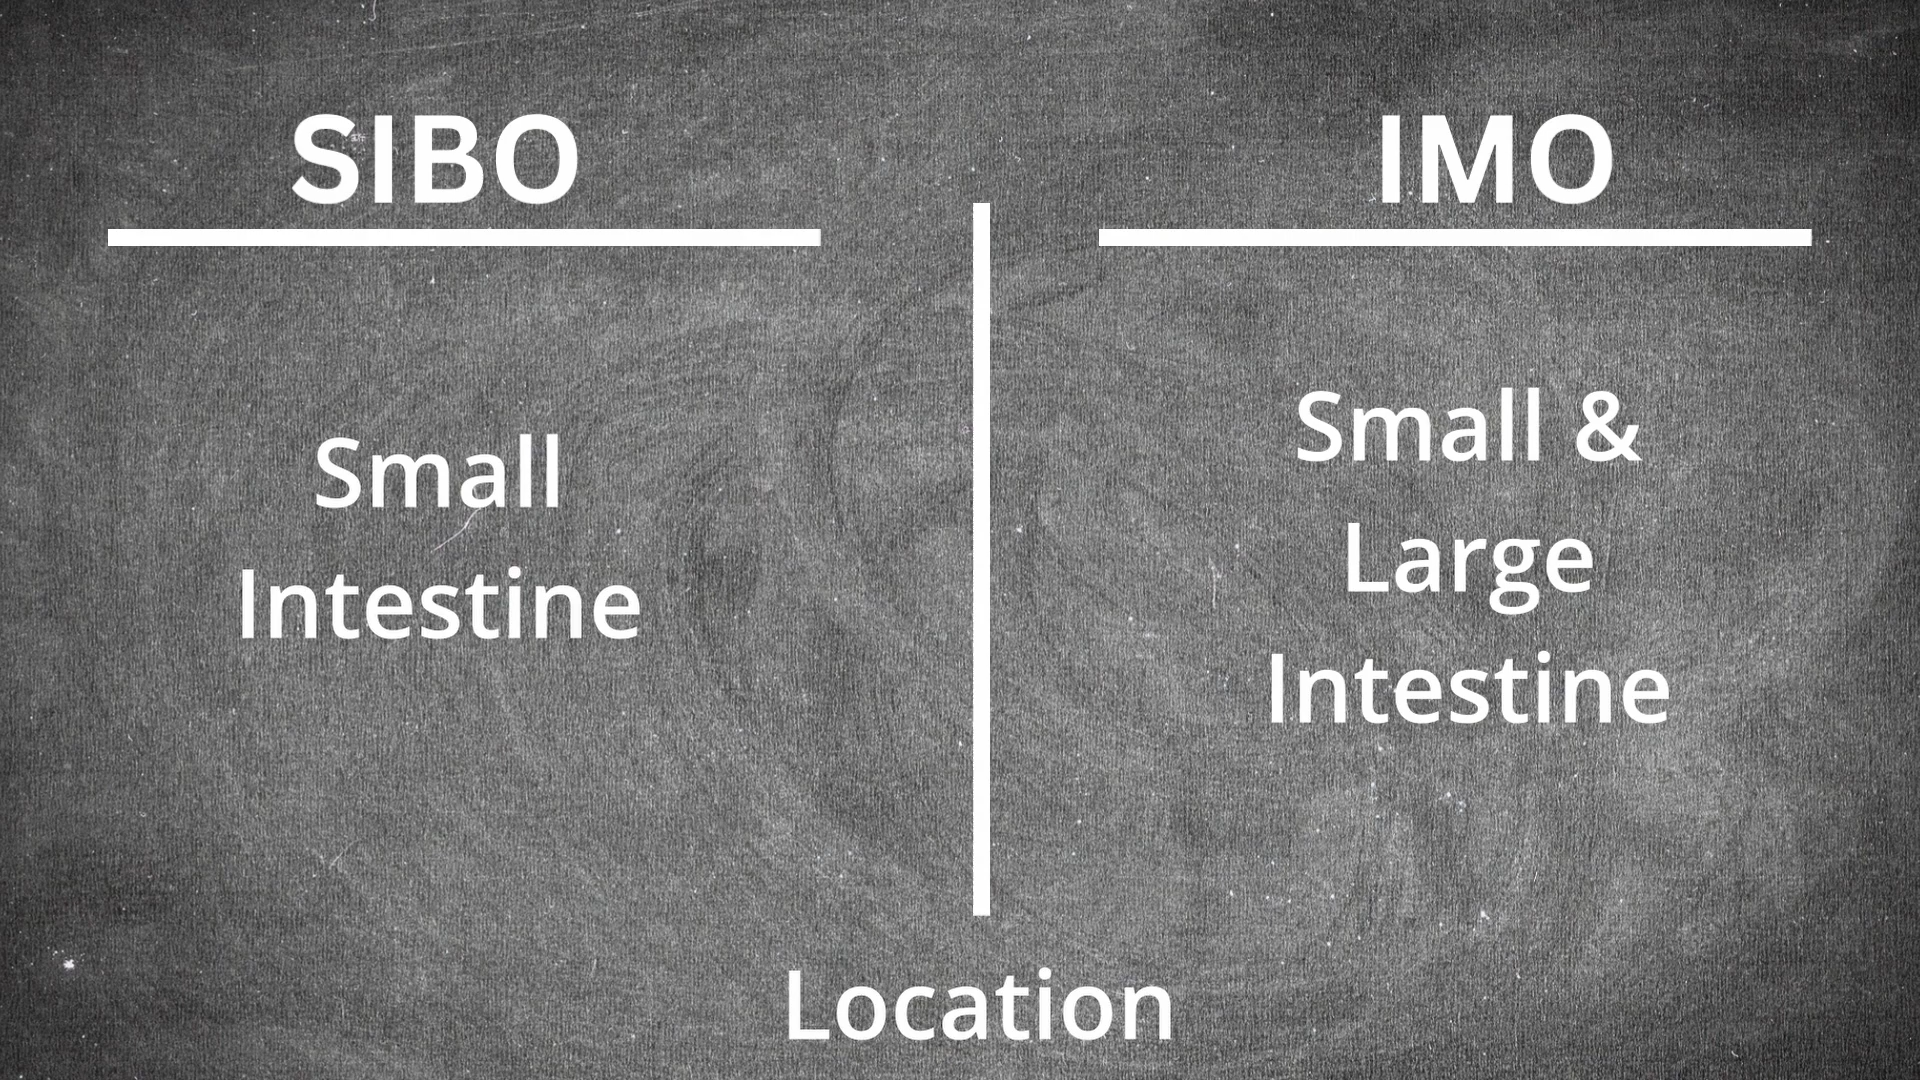 SIBO
IMO
Small
Intestine
Small &
Large
Intestine
Location